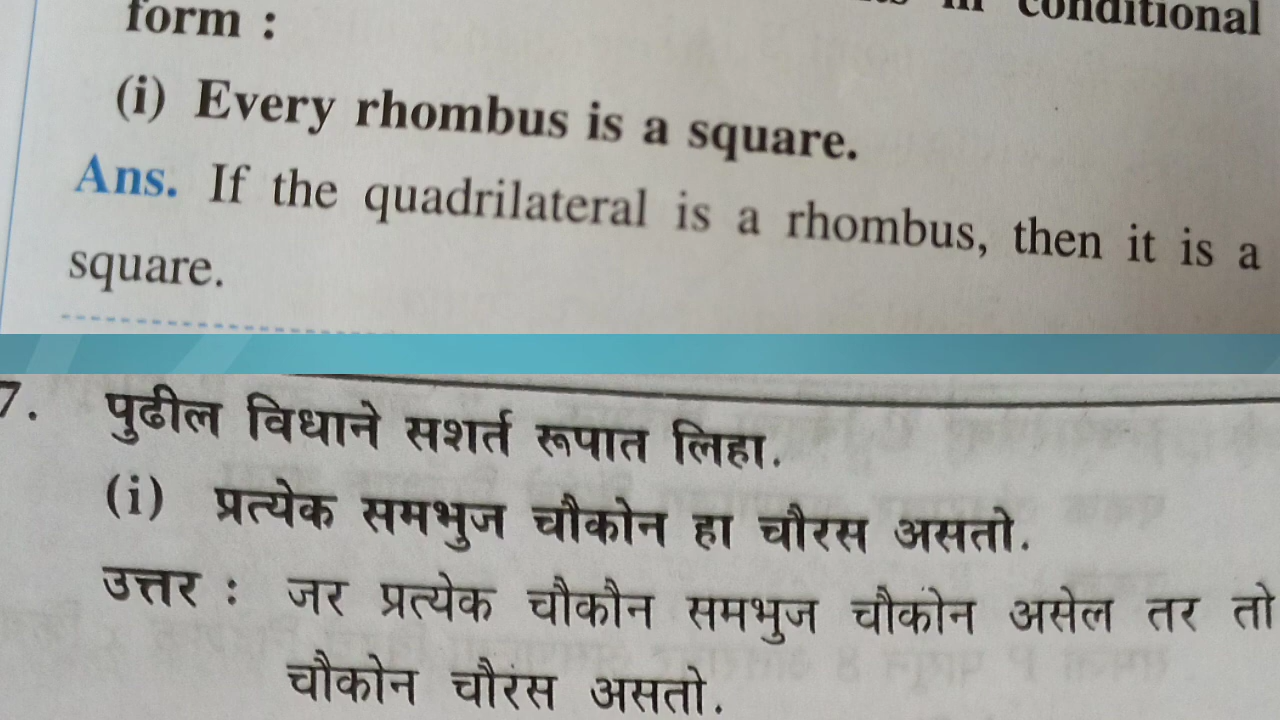 form : in conditional
(i) Every rhombus is a square.
Ans. If the quadrilateral is a rhombus, then it is a
square.
7. पुढील विधाने सशर्त रूपात लिहा.
(i) प्रत्येक समभुज चौकोन हा चौरस असतो.
उत्तर : जर प्रत्येक चौकौन समभुज चौकोंन असेल तर तो
चौकोन चौरंस असतो.